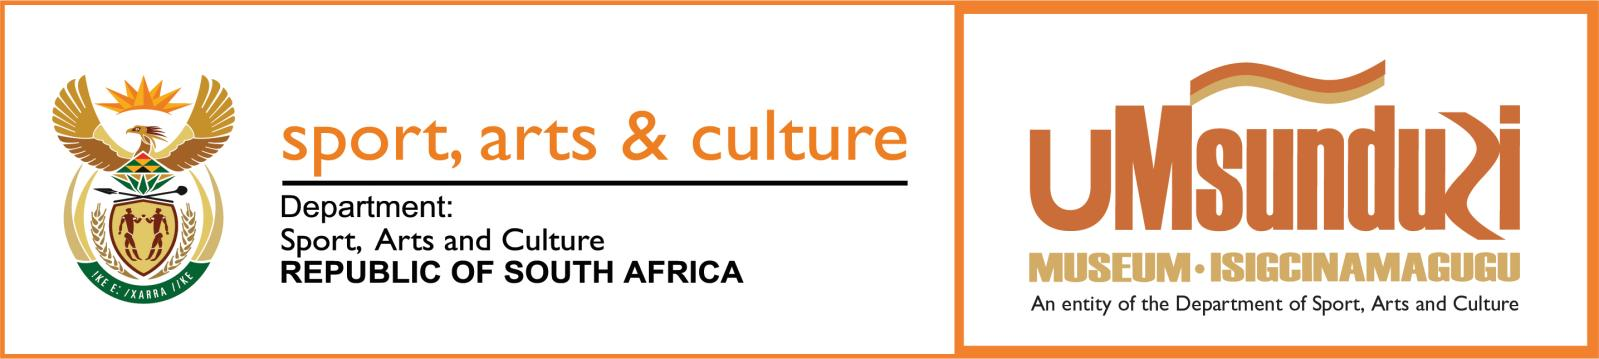 !KE E: /XARRA //KE
sport, arts & culture
Department:
Sport, Arts and Culture
REPUBLIC OF SOUTH AFRICA
uMsunduzi
MUSEUM • ISIGCINAMAGUGU
An entity of the Department of Sport, Arts and Culture